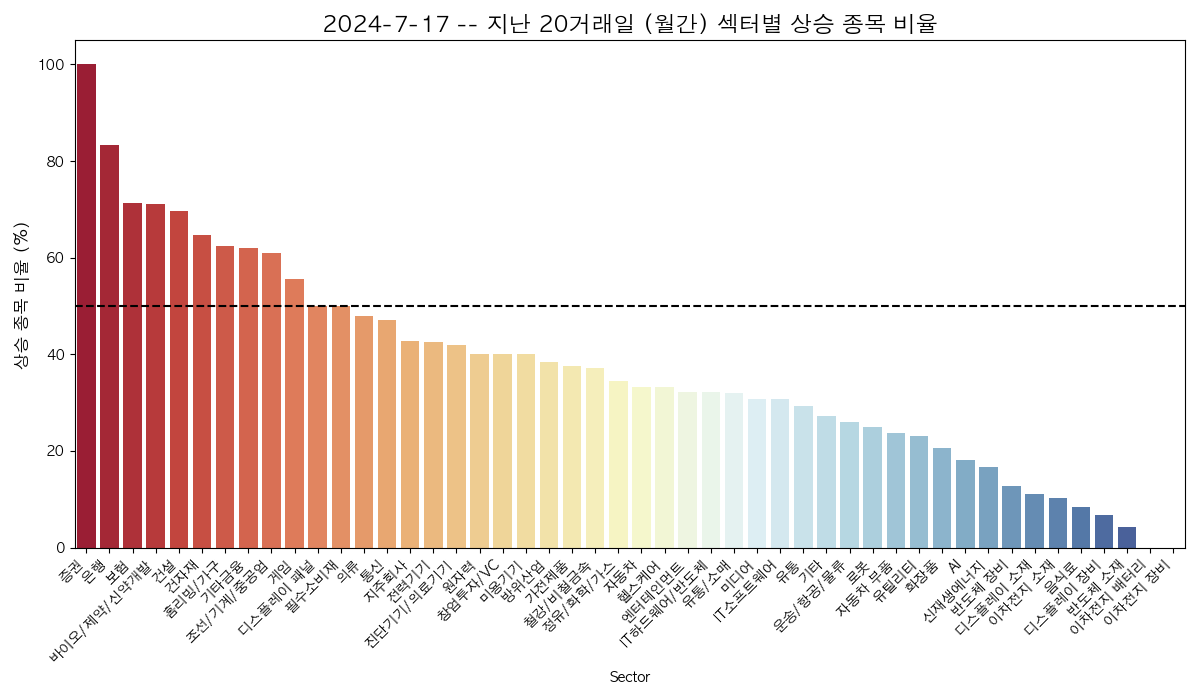 2024-7-17 -- 지난 20거래일 (월간) 섹터별 상승 종목 비율
상승 종목 비율 (%)
100
80
60
40
20
0
증권
은행
보험
바이오/제약/신약개발
건설
건자재
홈리빙/가구
기타금융
조선/기계/중공업
게임
디스플레이 패널
필수소비재
의류
통신
지주회사
전력기기
진단기기/의료기기
원자력
창업투자/VC
미용기기
방위산업
가전제품
철강/비철금속
정유/화학/가스
자동차
헬스케어
엔터테인먼트
IT하드웨어/반도체
유통/소매
미디어
IT소프트웨어
유통
기타
운송/항공/물류
로봇
자동차 부품
유틸리티
화장품
AI
신재생에너지
반도체 장비
디스플레이 소재
이차전지 소재
음식료
디스플레이 장비
반도체 소재
이차전지 배터리
이차전지 장비
Sector